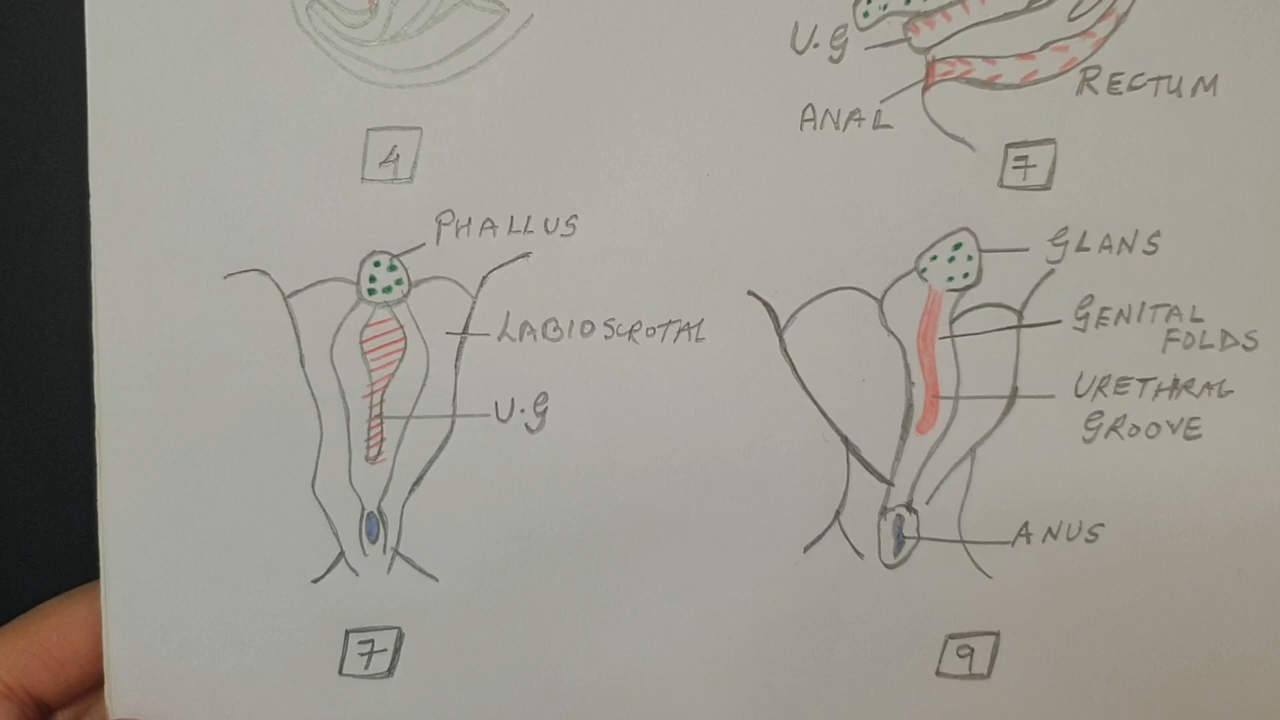 U.G
RECTUM
ANAL
4
7
PHALLUS
GLANS
LABIOSCROTAL
GENITAL
FOLDS
U.G
URETHRAL
GROOVE
ANUS
7
9